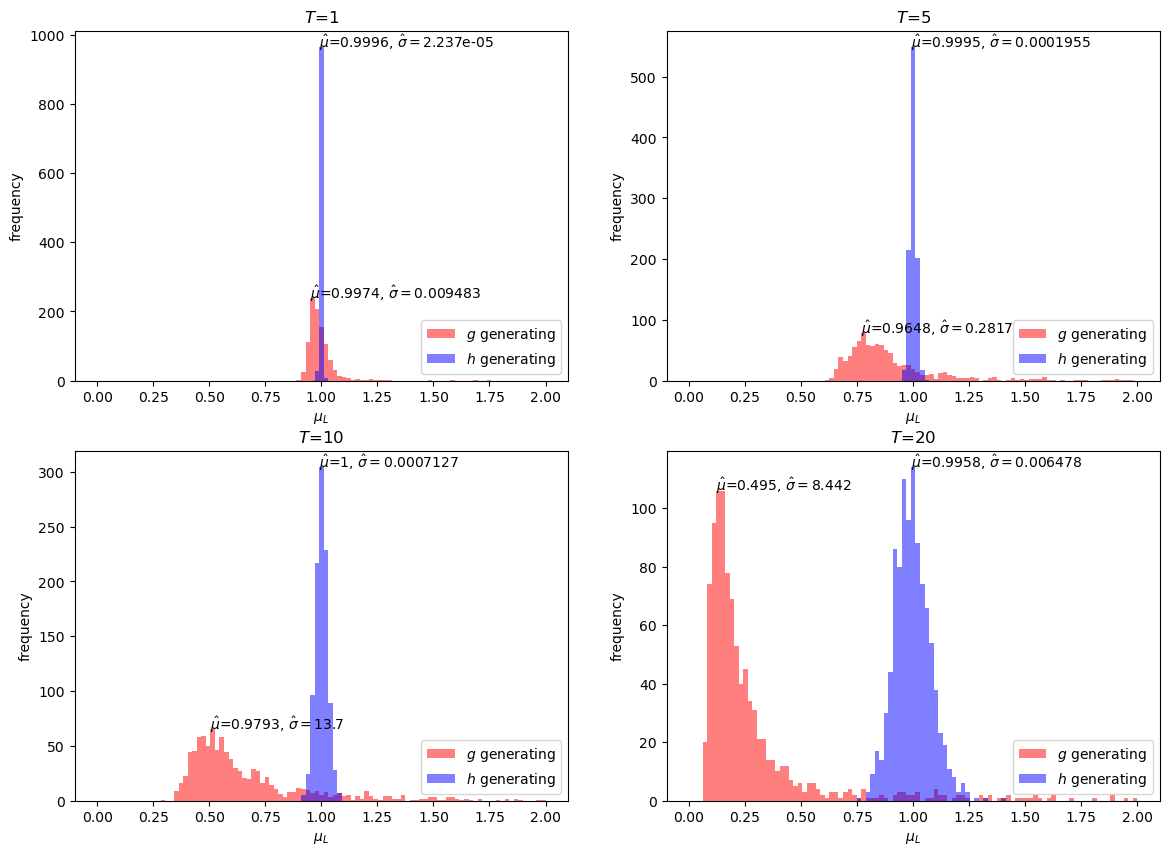 T=1
1000
800
600
400
200
0
frequency
μ̂=0.9996, σ̂ = 2.237e-05
μ̂=0.9974, σ̂ = 0.009483
g generating
h generating
0.00 0.25 0.50 0.75 1.00 1.25 1.50 1.75 2.00
μL
T=5
500
400
300
200
100
0
frequency
μ̂=0.9995, σ̂ = 0.0001955
μ̂=0.9648, σ̂ = 0.2817
g generating
h generating
0.00 0.25 0.50 0.75 1.00 1.25 1.50 1.75 2.00
μL
T=10
300
250
200
150
100
50
0
frequency
μ̂=1, σ̂ = 0.0007127
μ̂=0.9793, σ̂ = 13.7
g generating
h generating
0.00 0.25 0.50 0.75 1.00 1.25 1.50 1.75 2.00
μL
T=20
100
80
60
40
20
0
frequency
μ̂=0.9958, σ̂ = 0.006478
μ̂=0.495, σ̂ = 8.442
g generating
h generating
0.00 0.25 0.50 0.75 1.00 1.25 1.50 1.75 2.00
μL